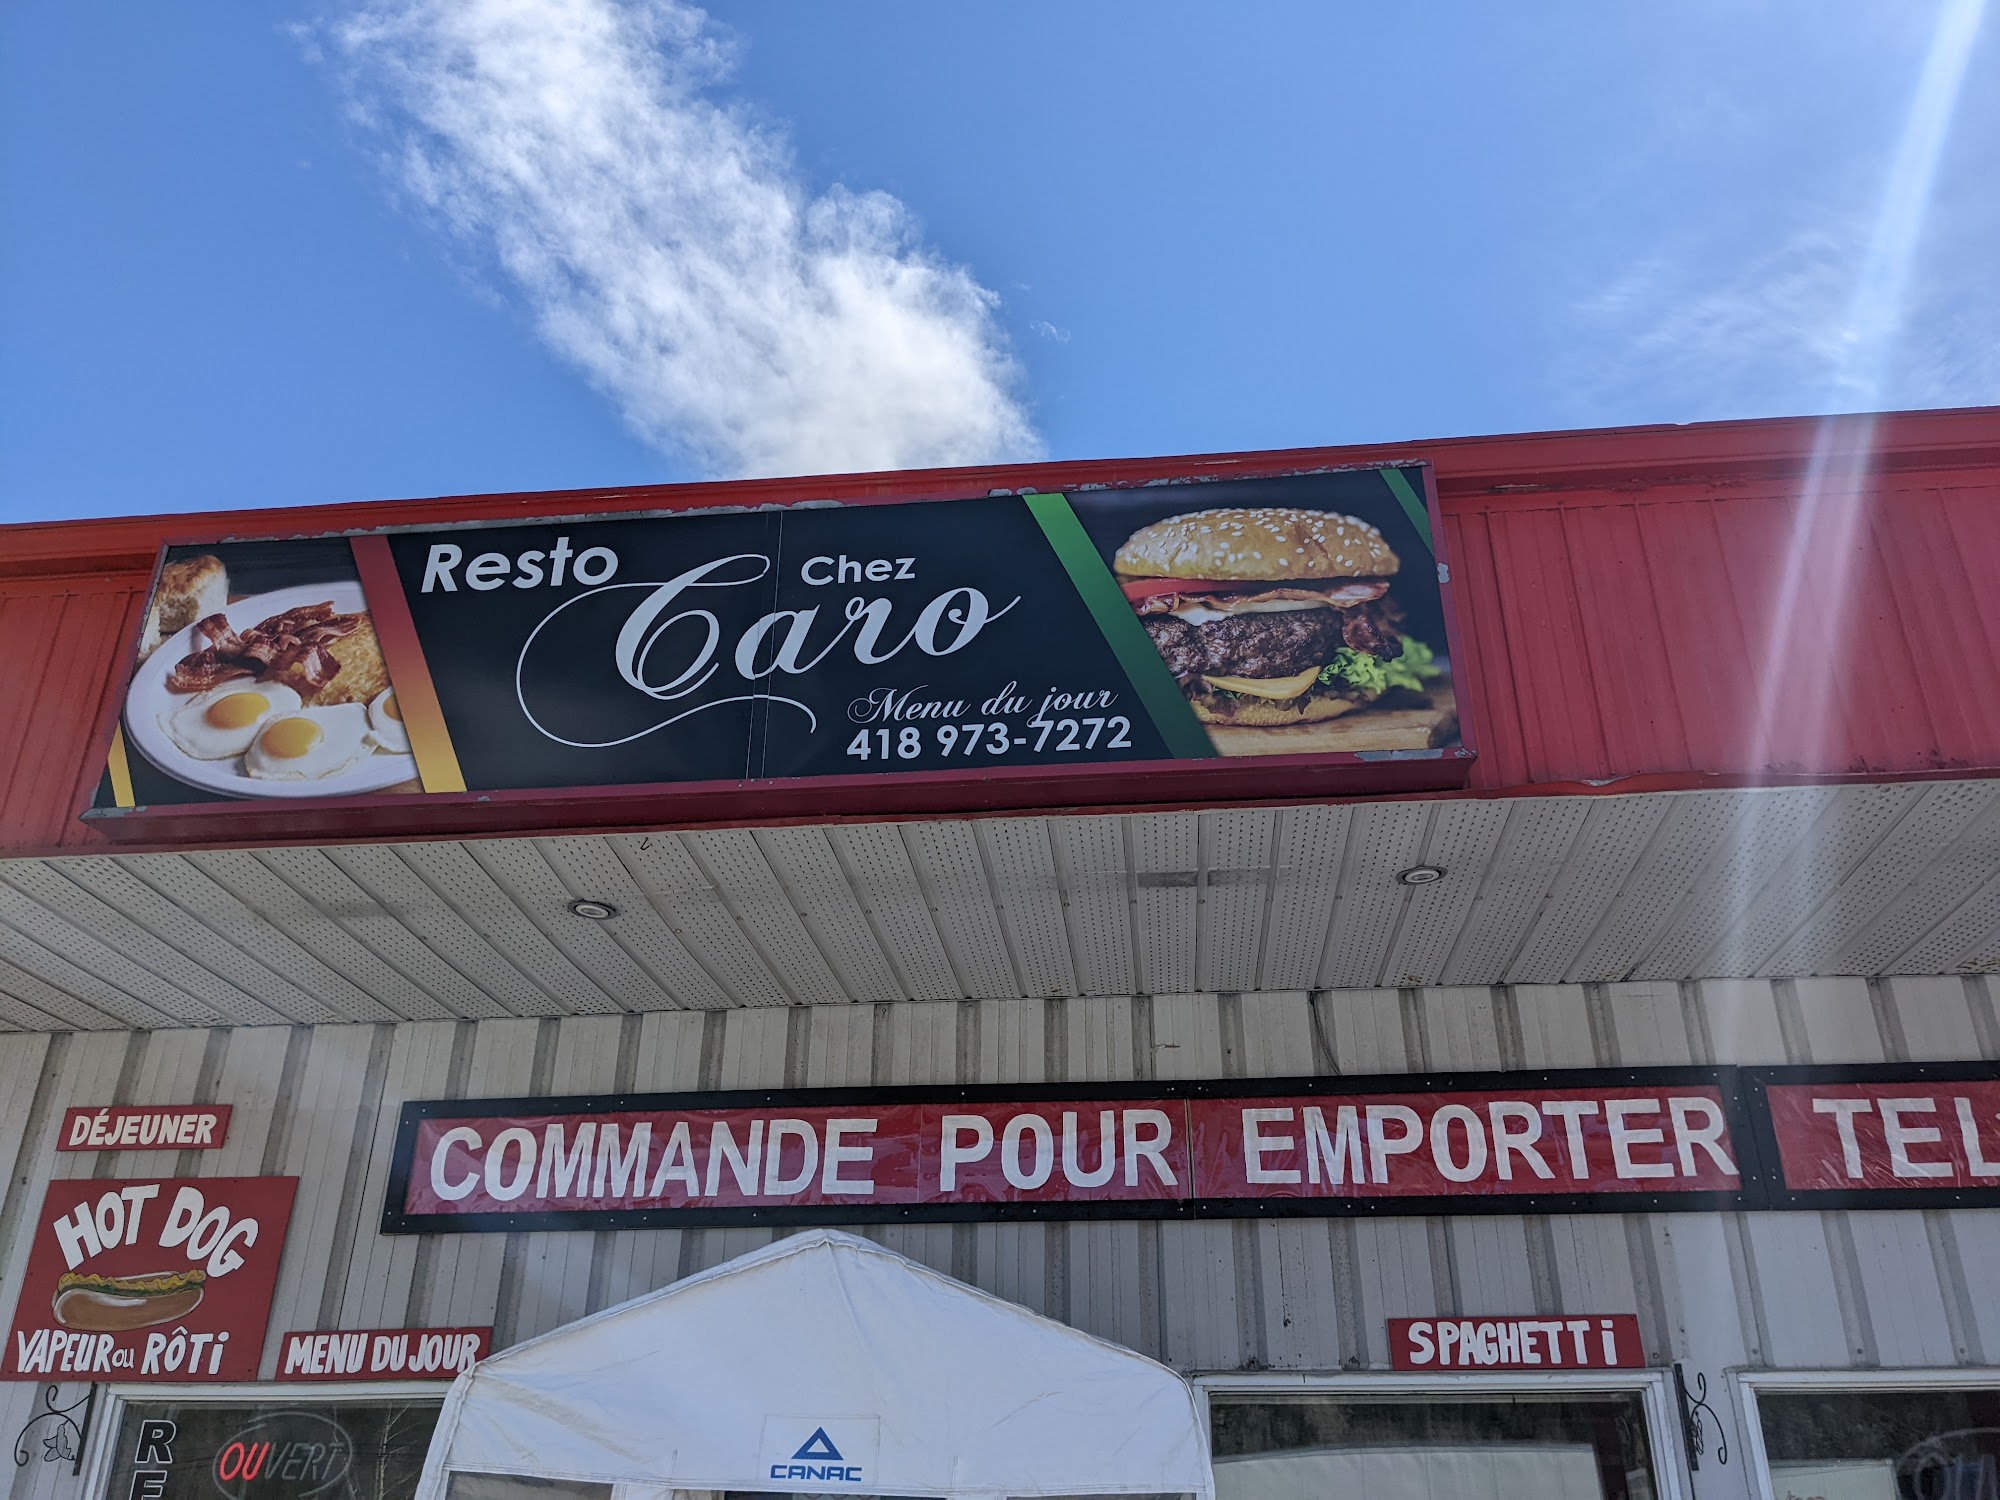 Resto
Chez
Caro
Menu du jour
418 973-7272
COMMANDE POUR EMPORTER
TEL
DÉJEUNER
HOT DOG
VAPEUR ou RÔTi
MENU DU JOUR
SPAGHETTi
OUVERT
CANAC